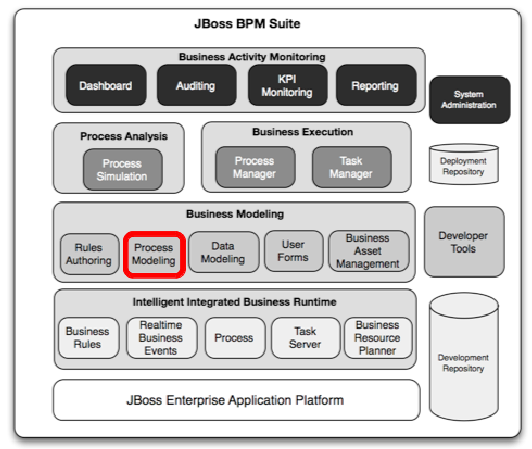 JBoss BPM Suite
Business Activity Monitoring
Dashboard
Auditing
KPI
Monitoring
Reporting
System
Administration
Process Analysis
Process
Simulation
Business Execution
Process
Manager
Task
Manager
Deployment
Repository
Business Modeling
Rules
Authoring
Process
Modeling
Data
Modeling
User
Forms
Business
Asset
Management
Developer
Tools
Intelligent Integrated Business Runtime
Business
Rules
Realtime
Business
Events
Process
Task
Server
Business
Resource
Planner
Development
Repository
JBoss Enterprise Application Platform